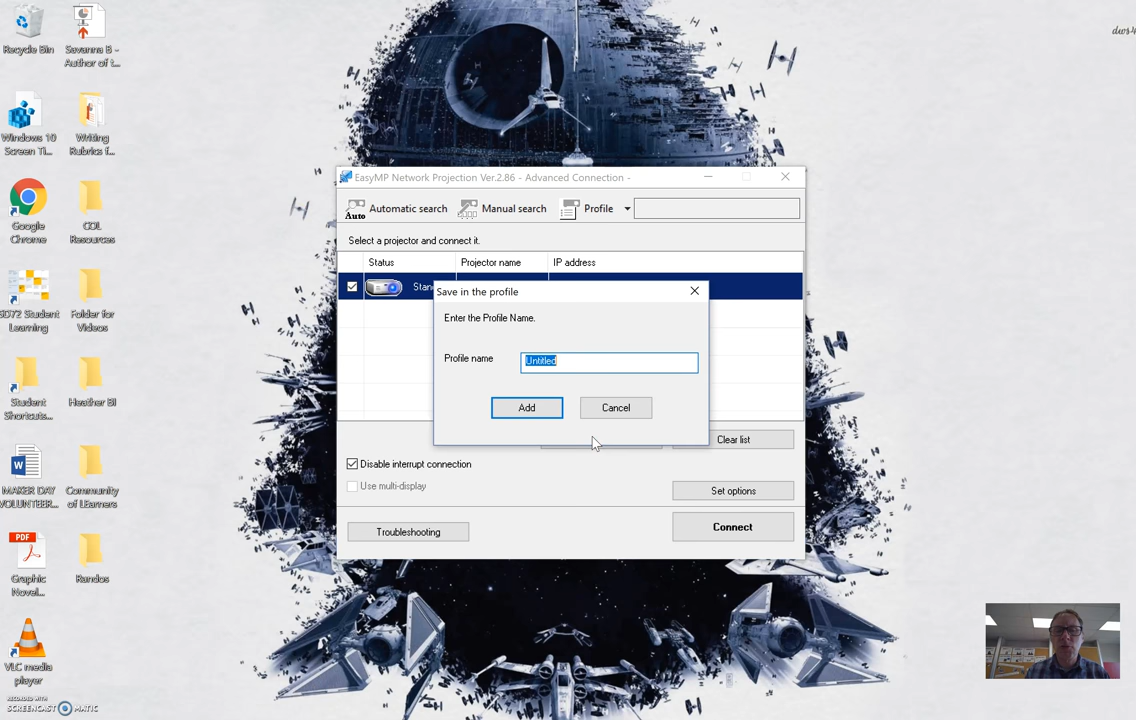 Recycle Bin
Savanna B -
Author of t...
Windows 10
Screen Ti...
Writing
Rubrics f...
Google
Chrome
COL
Resources
SD72 Student
Learning
Folder for
Videos
Student
Shortcuts...
Heather BI
MAKER DAY
VOLUNTEER...
Community
of LEarners
PDF
Graphic
Novel...
Randos
VLC media
player
RECORDED WITH
SCREENCAST MATIC
EasyMP Network Projection Ver.2.86 - Advanced Connection -
Auto Automatic search Manual search Profile
Select a projector and connect it.
Status Projector name IP address
Save in the profile
Enter the Profile Name.
Profile name Untitled
Add Cancel
Clear list
Disable interrupt connection
Use multi-display
Set options
Troubleshooting
Connect